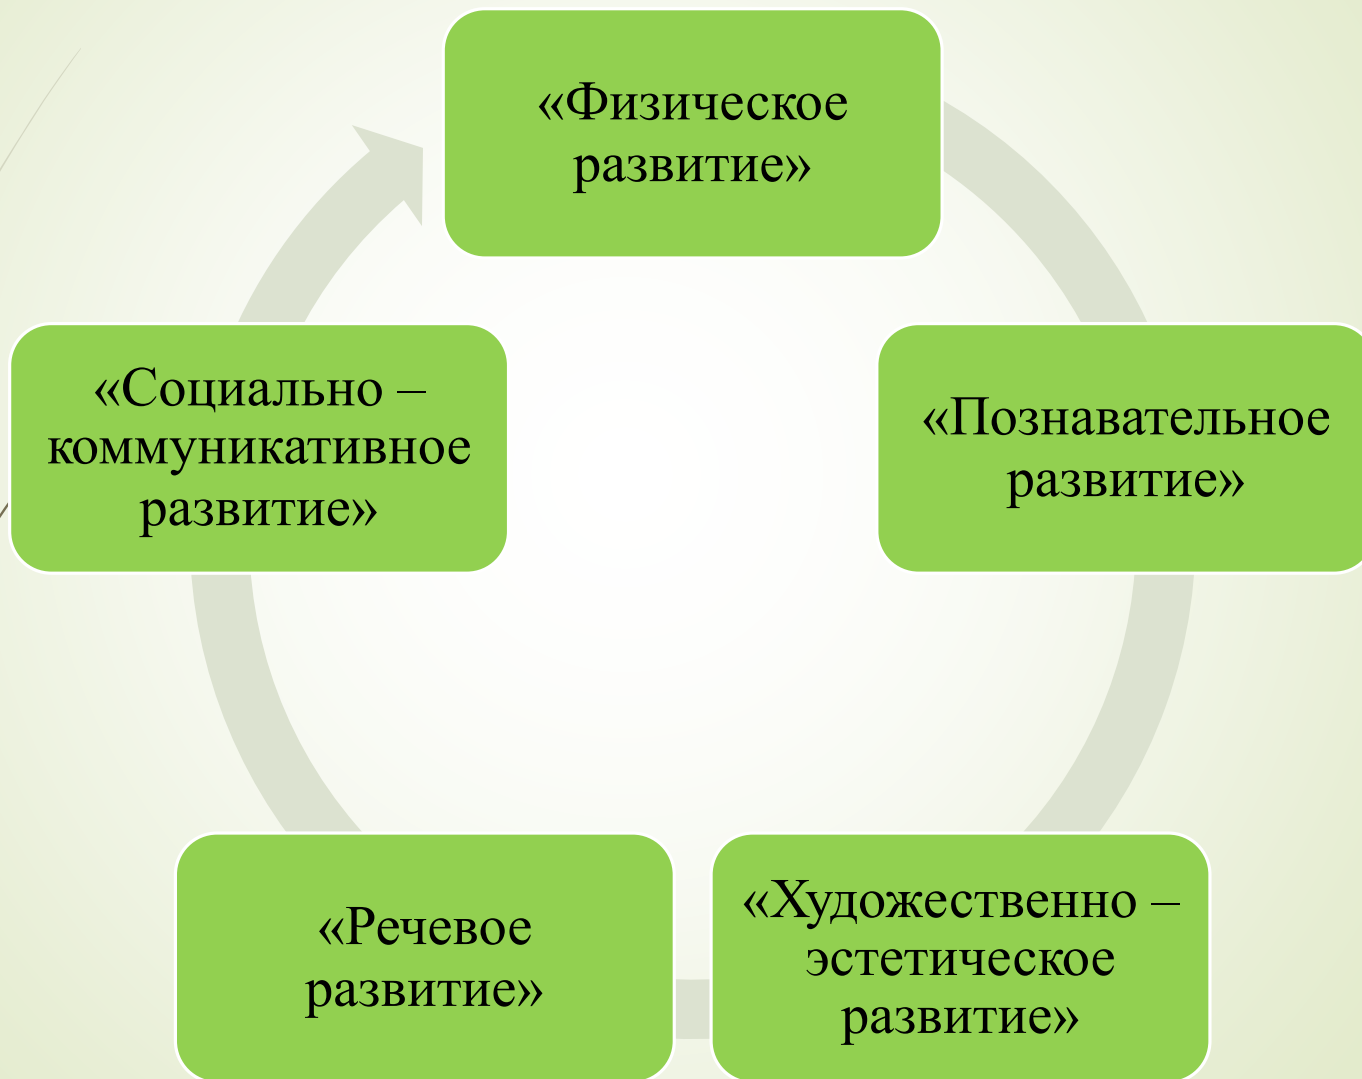 «Физическое
развитие»
«Социально –
коммуникативное
развитие»
«Познавательное
развитие»
«Речевое
развитие»
«Художественно –
эстетическое
развитие»